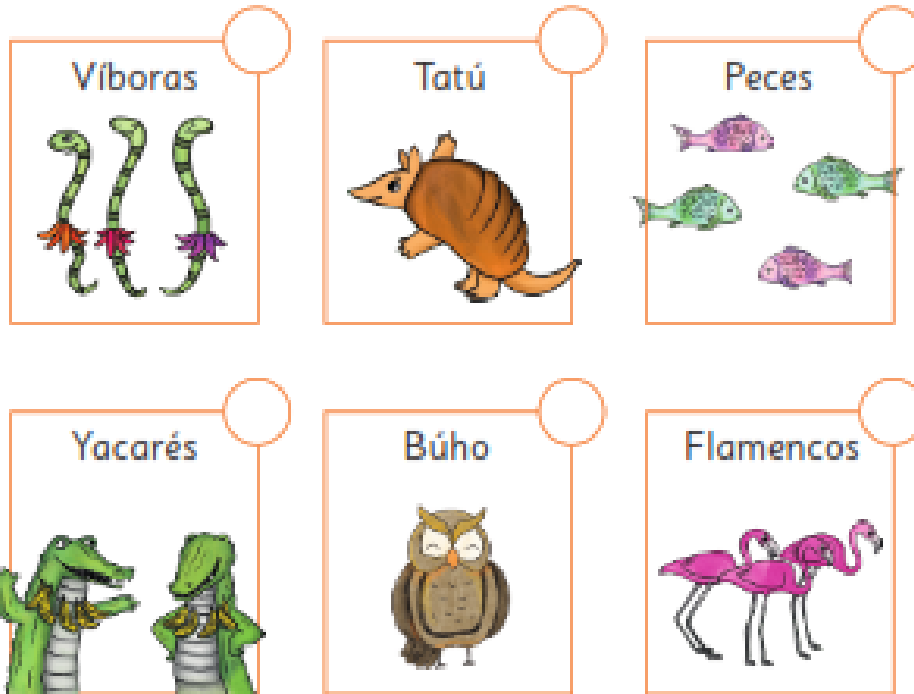 Víboras
Tatú
Peces
Yacarés
Búho
Flamencos